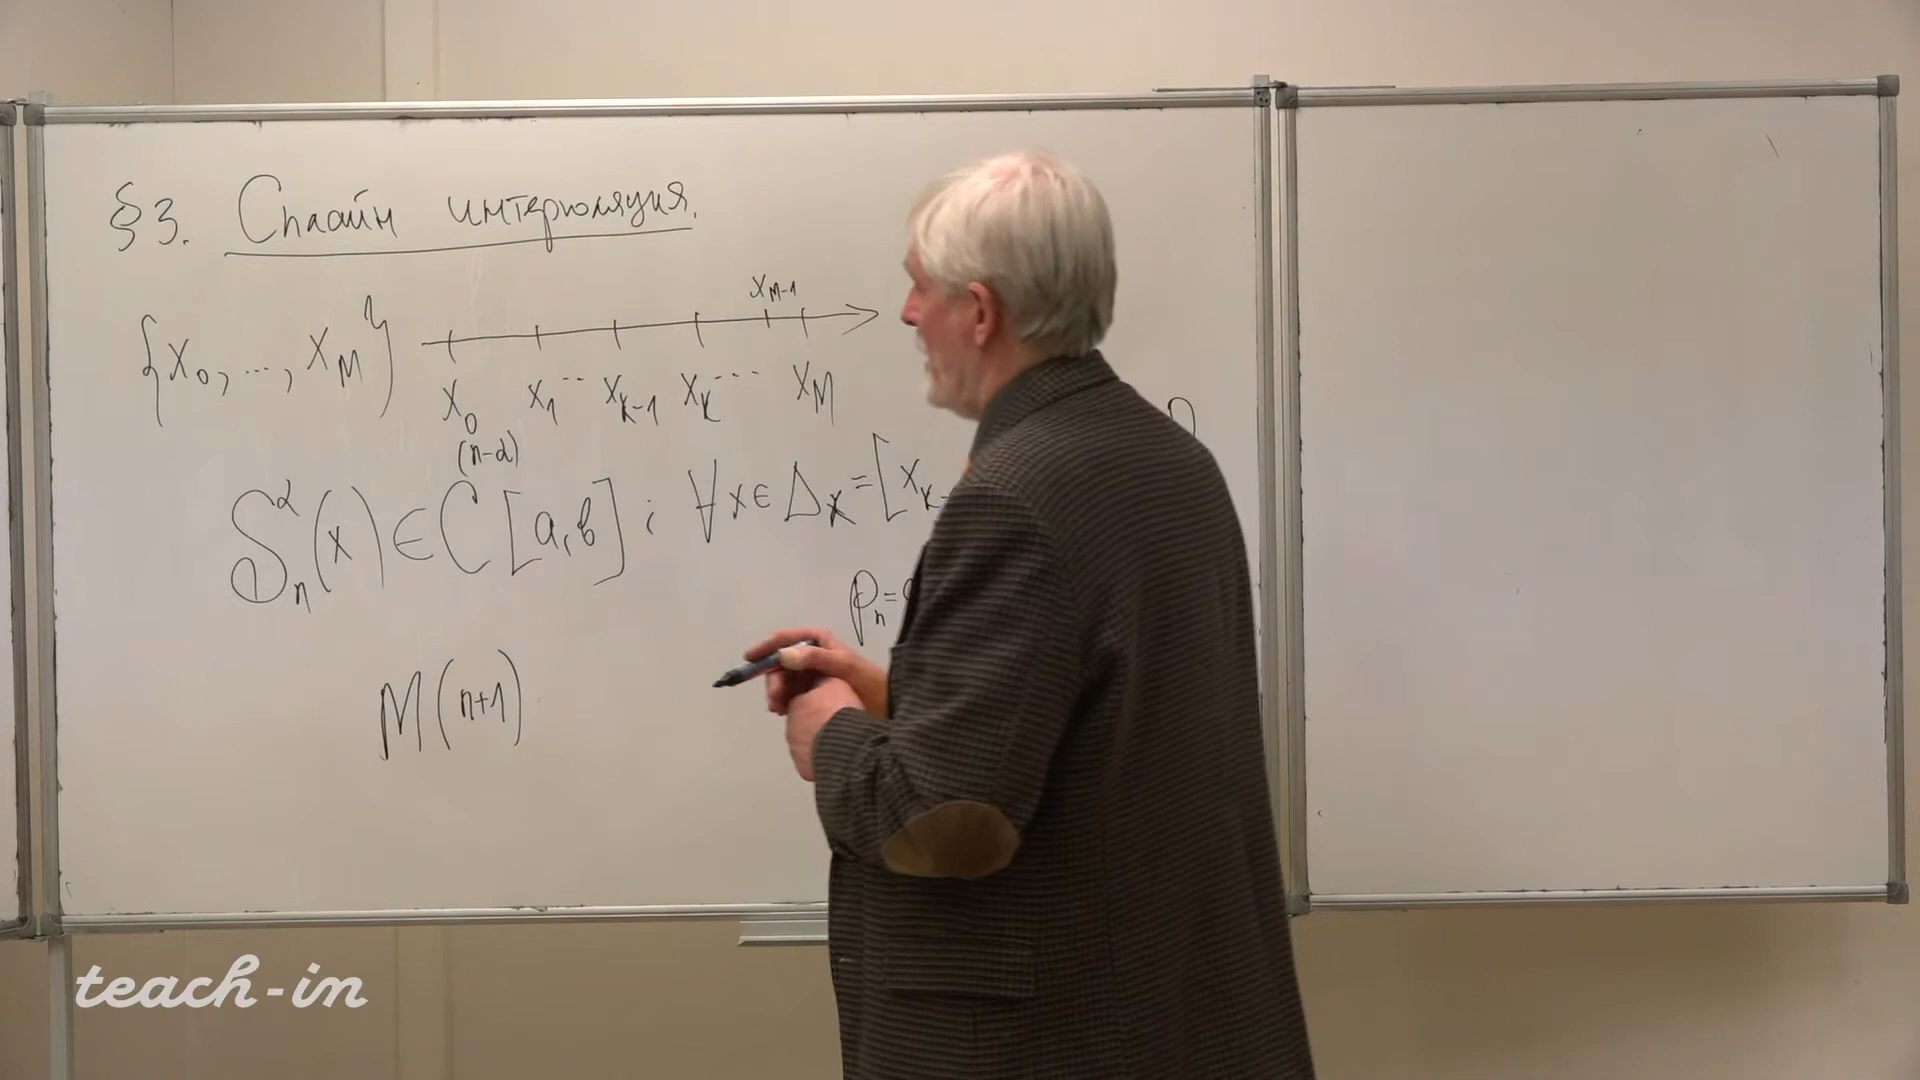 §3. Сплайн интерполяция.
x_{M-1}
{x_0, ..., x_M}
x_0 x_1 ... x_{k-1} x_k ... x_M
S_n^α(x) ∈ C^{(n-α)}[a,b]; ∀x∈Δ_k=[x_k-
P_n=
M(n+1)
teach-in